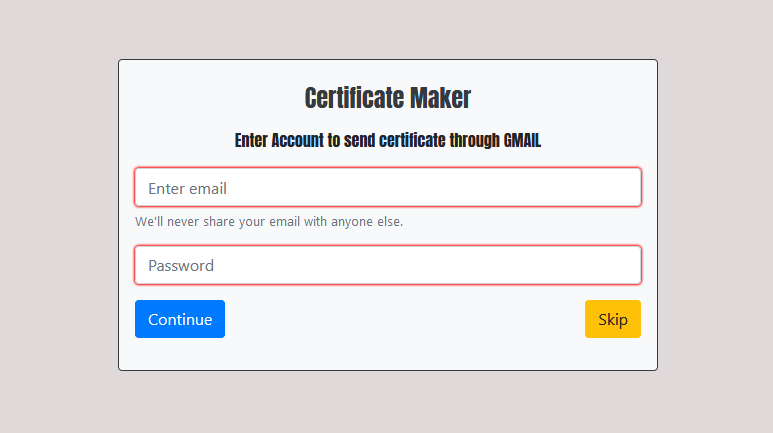 Certificate Maker
Enter Account to send certificate through GMAIL
Enter email
We'll never share your email with anyone else.
Password
Continue
Skip